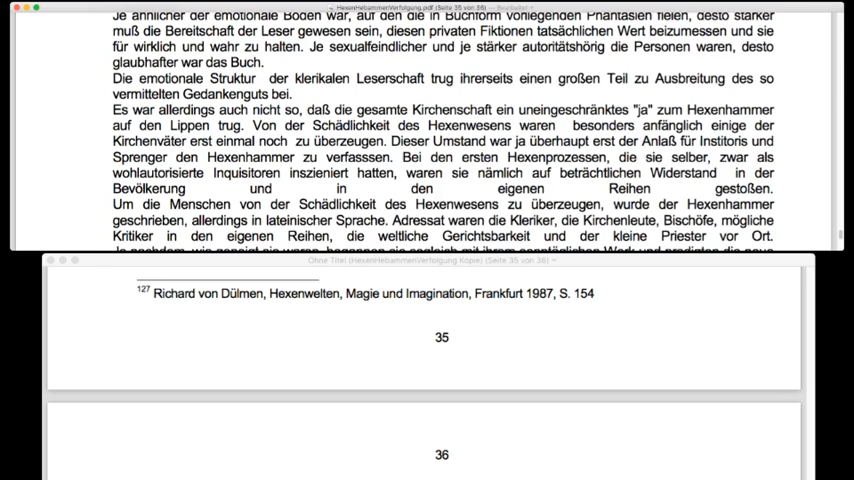 HexenHebammenVerfolgung.pdf (Seite 35 von 36) — Bearbeitet
Je ähnlicher der emotionale Boden war, auf den die in Buchform vorliegenden Phantasien fielen, desto stärker
muß die Bereitschaft der Leser gewesen sein, diesen privaten Fiktionen tatsächlichen Wert beizumessen und sie
für wirklich und wahr zu halten. Je sexualfeindlicher und je stärker autoritätshörig die Personen waren, desto
glaubhafter war das Buch.
Die emotionale Struktur der klerikalen Leserschaft trug ihrerseits einen großen Teil zu Ausbreitung des so
vermittelten Gedankenguts bei.
Es war allerdings auch nicht so, daß die gesamte Kirchenschaft ein uneingeschränktes "ja" zum Hexenhammer
auf den Lippen trug. Von der Schädlichkeit des Hexenwesens waren besonders anfänglich einige der
Kirchenväter erst einmal noch zu überzeugen. Dieser Umstand war ja überhaupt erst der Anlaß für Institoris und
Sprenger den Hexenhammer zu verfasssen. Bei den ersten Hexenprozessen, die sie selber, zwar als
wohlautorisierte Inquisitoren inszeniert hatten, waren sie nämlich auf beträchtlichen Widerstand in der
Bevölkerung und in den eigenen Reihen gestoßen.
Um die Menschen von der Schädlichkeit des Hexenwesens zu überzeugen, wurde der Hexenhammer
geschrieben, allerdings in lateinischer Sprache. Adressat waren die Kleriker, die Kirchenleute, Bischöfe, mögliche
Kritiker in den eigenen Reihen, die weltliche Gerichtsbarkeit und der kleine Priester vor Ort.
Ohne Titel (HexenHebammenVerfolgung Kopie) (Seite 35 von 36)
127 Richard von Dülmen, Hexenwelten, Magie und Imagination, Frankfurt 1987, S. 154
35
36